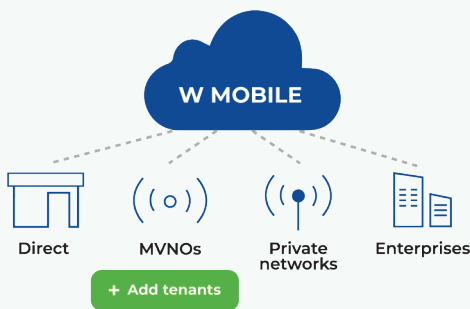 W MOBILE
Direct
MVNOs
Private
networks
Enterprises
+ Add tenants